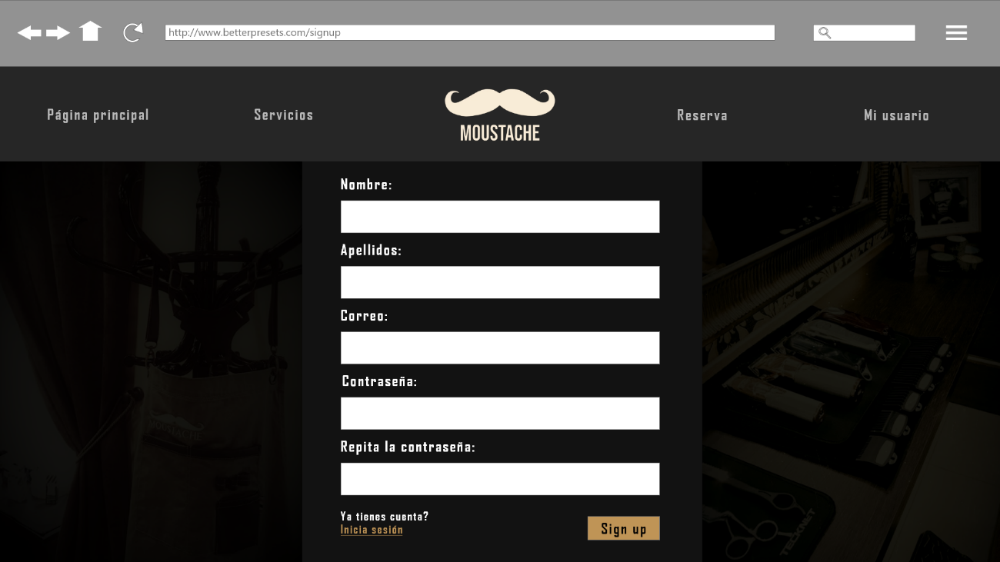 http://www.betterpresets.com/signup
Página principal
Servicios
MOUSTACHE
Reserva
Mi usuario
Nombre:
Apellidos:
Correo:
Contraseña:
Repita la contraseña:
Ya tienes cuenta?
Inicia sesión
Sign up
TECKNET